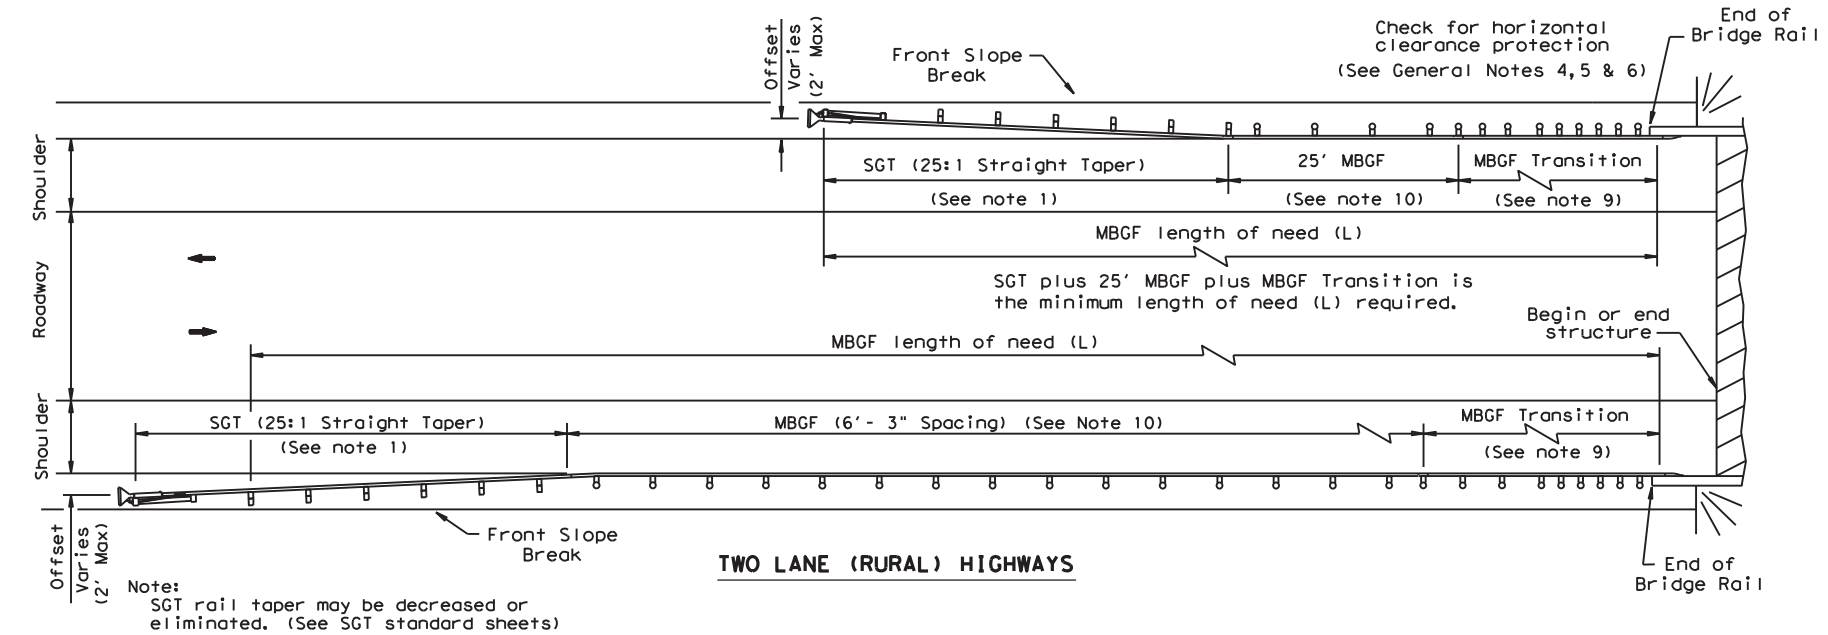 Offset
Varies
(2' Max)
Front Slope
Break
Check for horizontal
clearance protection
(See General Notes 4,5 & 6)
End of
Bridge Rail
Shoulder
SGT (25:1 Straight Taper)
(See note 1)
25' MBGF
(See note 10)
MBGF Transition
(See note 9)
MBGF length of need (L)
SGT plus 25' MBGF plus MBGF Transition is
the minimum length of need (L) required.
Roadway
Begin or end
structure
MBGF length of need (L)
Shoulder
SGT (25:1 Straight Taper)
(See note 1)
MBGF (6'- 3" Spacing) (See Note 10)
MBGF Transition
(See note 9)
Offset
Varies
(2' Max)
Front Slope
Break
TWO LANE (RURAL) HIGHWAYS
End of
Bridge Rail
Note:
SGT rail taper may be decreased or
eliminated. (See SGT standard sheets)